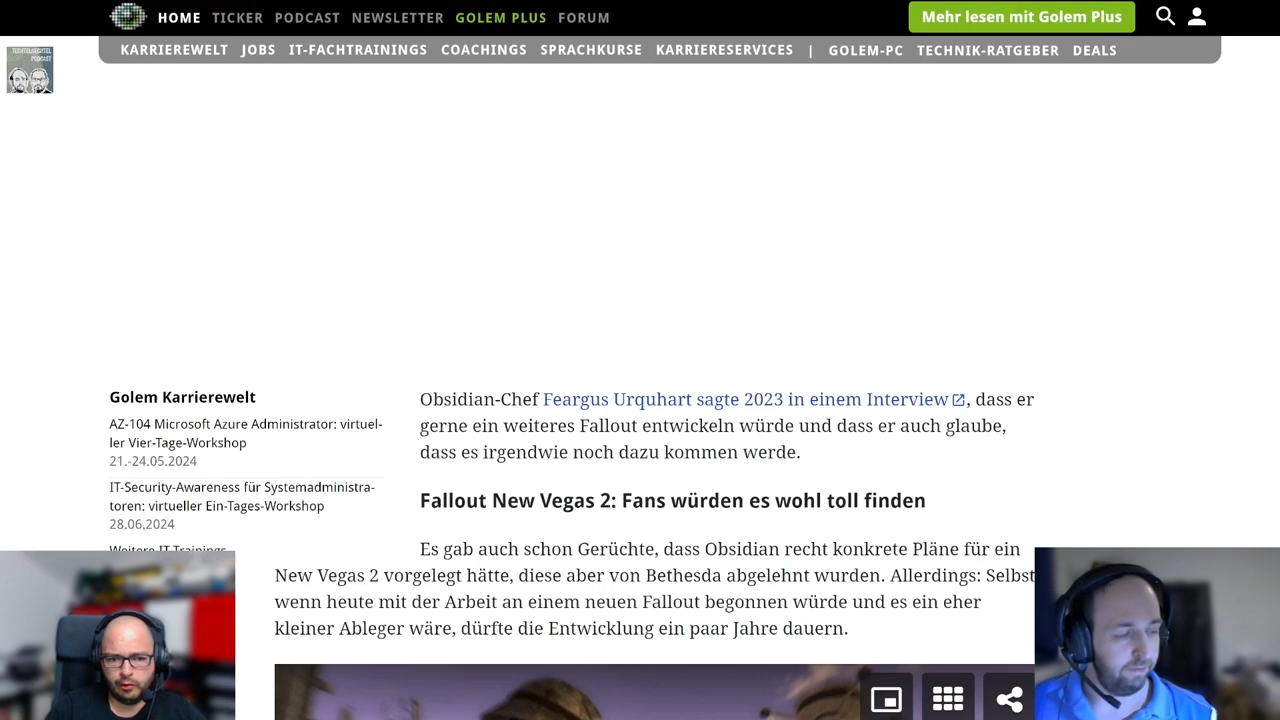 HOME TICKER PODCAST NEWSLETTER GOLEM PLUS FORUM
Mehr lesen mit Golem Plus
KARRIEREWELT JOBS IT-FACHTRAININGS COACHINGS SPRACHKURSE KARRIERESERVICES | GOLEM-PC TECHNIK-RATGEBER DEALS
PODCAST
Golem Karrierewelt
AZ-104 Microsoft Azure Administrator: virtuel-
ler Vier-Tage-Workshop
21.-24.05.2024
IT-Security-Awareness für Systemadministra-
toren: virtueller Ein-Tages-Workshop
28.06.2024
Weitere IT-Trainings
Obsidian-Chef Feargus Urquhart sagte 2023 in einem Interview, dass er
gerne ein weiteres Fallout entwickeln würde und dass er auch glaube,
dass es irgendwie noch dazu kommen werde.
Fallout New Vegas 2: Fans würden es wohl toll finden
Es gab auch schon Gerüchte, dass Obsidian recht konkrete Pläne für ein
New Vegas 2 vorgelegt hätte, diese aber von Bethesda abgelehnt wurden. Allerdings: Selbst
wenn heute mit der Arbeit an einem neuen Fallout begonnen würde und es ein eher
kleiner Ableger wäre, dürfte die Entwicklung ein paar Jahre dauern.